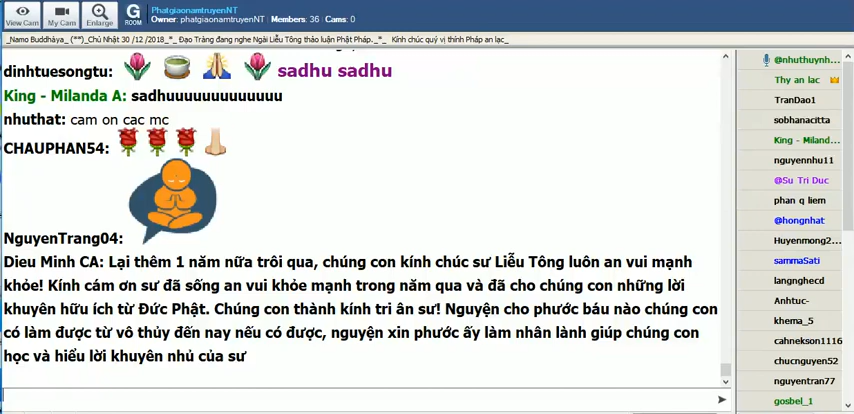 PhatgiaonamtruyenNT
Owner: phatgiaonamtruyenNT | Members: 36 | Cams: 0
View Cam
My Cam
Enlarge
G
ROOM
_Namo Buddhàya_ (**)_Chủ Nhật 30 /12 /2018_*_ Đạo Tràng đang nghe Ngài Liễu Tông thảo luận Phật Pháp._*_ Kính chúc quý vị thính Pháp an lạc_
dinhtuesongtu: sadhu sadhu
King - Milanda A: sadhuuuuuuuuuuuuu
nhuthat: cam on cac mc
CHAUPHAN54:
NguyenTrang04:
Dieu Minh CA: Lại thêm 1 năm nữa trôi qua, chúng con kính chúc sư Liễu Tông luôn an vui mạnh
khỏe! Kính cám ơn sư đã sống an vui khỏe mạnh trong năm qua và đã cho chúng con những lời
khuyên hữu ích từ Đức Phật. Chúng con thành kính tri ân sư! Nguyện cho phước báu nào chúng con
có làm được từ vô thủy đến nay nếu có được, nguyện xin phước ấy làm nhân lành giúp chúng con
học và hiểu lời khuyên nhủ của sư
@nhuthuynh...
Thy an lac
TranDao1
sobhanacitta
King - Miland...
nguyennhu11
@Su Tri Duc
phan q liem
@hongnhat
Huyenmong2...
sammaSati
langnghecd
Anhtuc-
khema_5
cahnekson1116
chucnguyen52
nguyentran77
gosbel_1